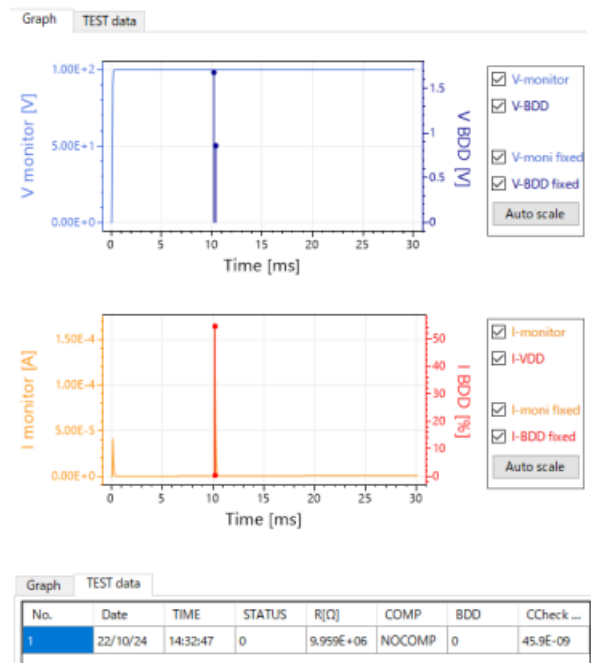 Graph TEST data
1.00E+2
5.00E+1
0.00E+0
V monitor [V]
1.5
1
0.5
0
V BDD [V]
0 5 10 15 20 25 30
Time [ms]
V-monitor
V-BDD
V-moni fixed
V-BDD fixed
Auto scale
1.50E-4
1.00E-4
5.00E-5
0.00E+0
I monitor [A]
50
40
30
20
10
0
I BDD [%]
0 5 10 15 20 25 30
Time [ms]
I-monitor
I-VDD
I-moni fixed
I-BDD fixed
Auto scale
Graph TEST data
No. Date TIME STATUS R[Ω] COMP BDD CCheck ...
1 22/10/24 14:32:47 0 9.959E+06 NOCOMP 0 45.9E-09